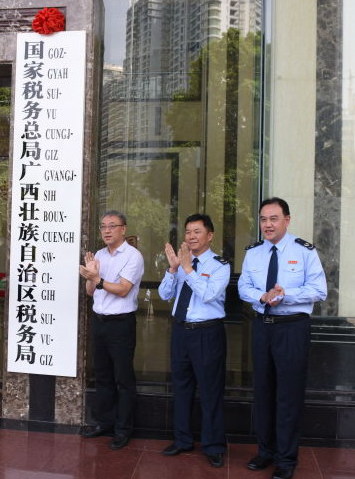 国家税务总局广西壮族自治区税务局
GOZ-
GYAH
SUI-
VU
CUNGJ-
GIZ
GVANGJ-
SIH
BOUX-
CUENGH
SW-
CI-
GIH
SUI-
VU-
GIZ